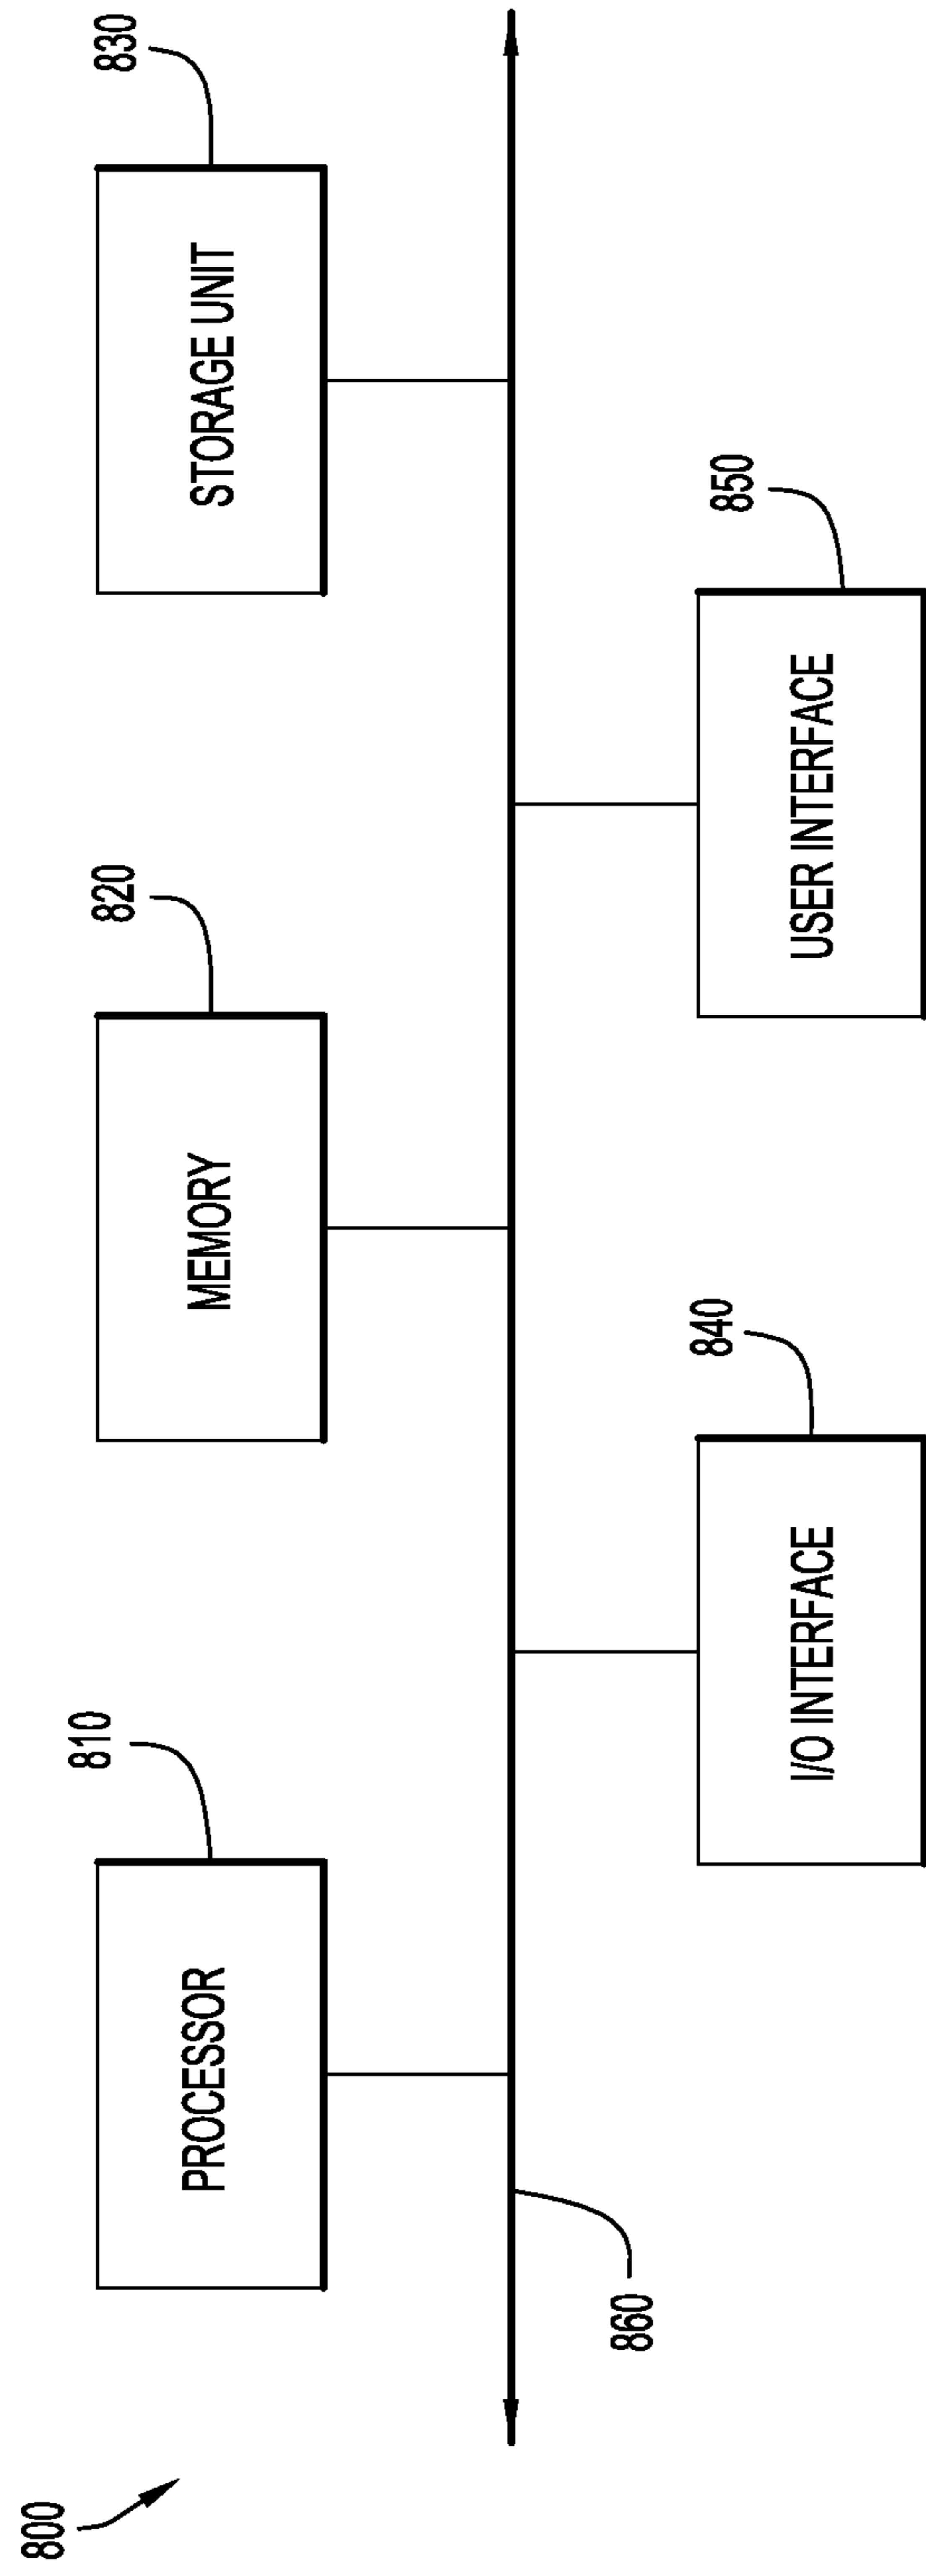 800
810
PROCESSOR
820
MEMORY
830
STORAGE UNIT
860
840
I/O INTERFACE
850
USER INTERFACE